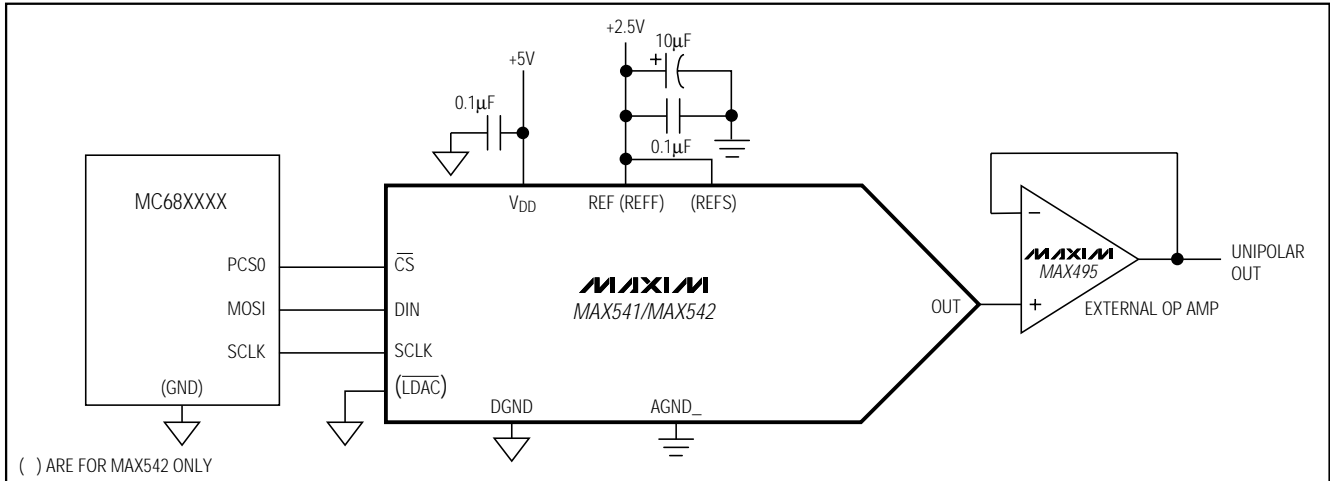 +2.5V
10µF
+
+5V
0.1µF
0.1µF
MC68XXXX
VDD
REF (REFF)
(REFS)
PCS0
CS
MOSI
DIN
SCLK
SCLK
(GND)
(LDAC)
MAXIM
MAX541/MAX542
OUT
DGND
AGND_
-
MAXIM
MAX495
+
EXTERNAL OP AMP
UNIPOLAR
OUT
( ) ARE FOR MAX542 ONLY